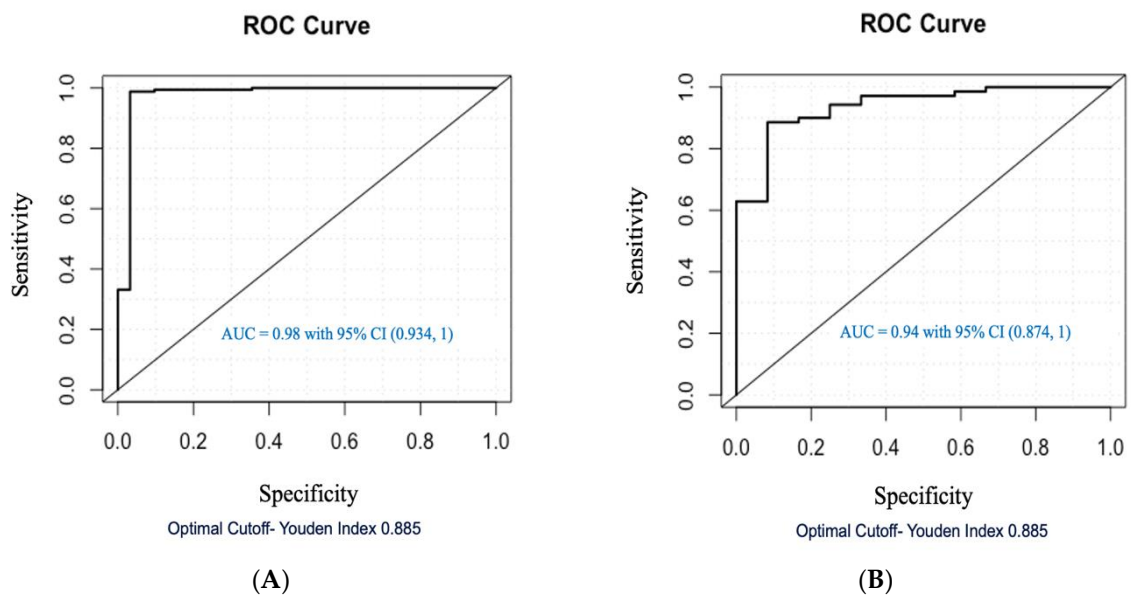 ROC Curve
1.0
0.8
0.6
0.4
0.2
0.0
Sensitivity
AUC = 0.98 with 95% CI (0.934, 1)
0.0 0.2 0.4 0.6 0.8 1.0
Specificity
Optimal Cutoff- Youden Index 0.885
(A)
ROC Curve
1.0
0.8
0.6
0.4
0.2
0.0
Sensitivity
AUC = 0.94 with 95% CI (0.874, 1)
0.0 0.2 0.4 0.6 0.8 1.0
Specificity
Optimal Cutoff- Youden Index 0.885
(B)